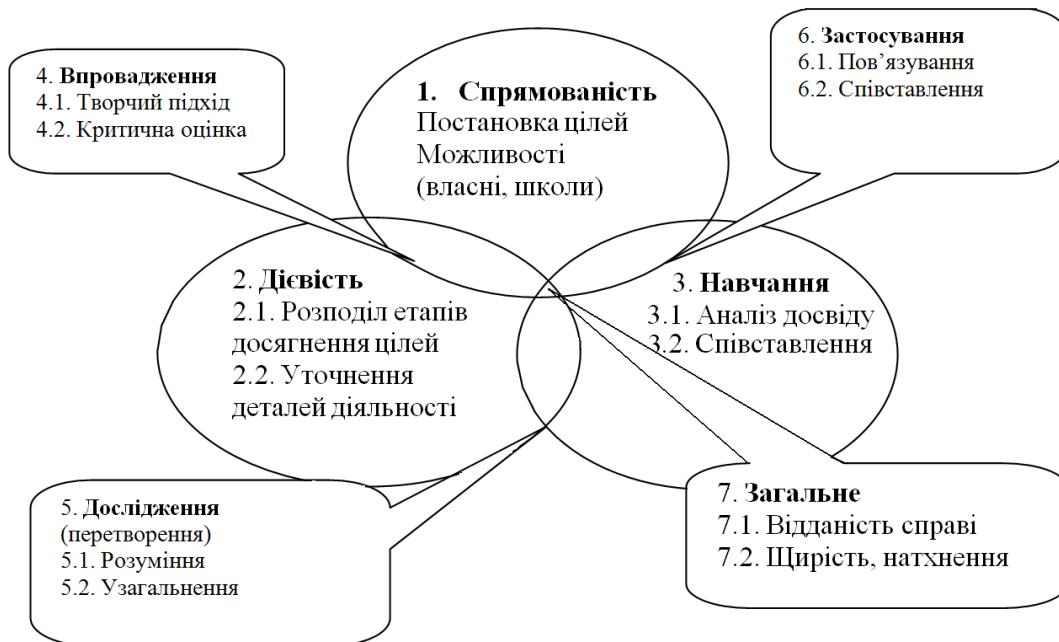 1. Спрямованість
Постановка цілей
Можливості
(власні, школи)
2. Дієвість
2.1. Розподіл етапів
досягнення цілей
2.2. Уточнення
деталей діяльності
3. Навчання
3.1. Аналіз досвіду
3.2. Співставлення
4. Впровадження
4.1. Творчий підхід
4.2. Критична оцінка
5. Дослідження
(перетворення)
5.1. Розуміння
5.2. Узагальнення
6. Застосування
6.1. Пов’язування
6.2. Співставлення
7. Загальне
7.1. Відданість справі
7.2. Щирість, натхнення